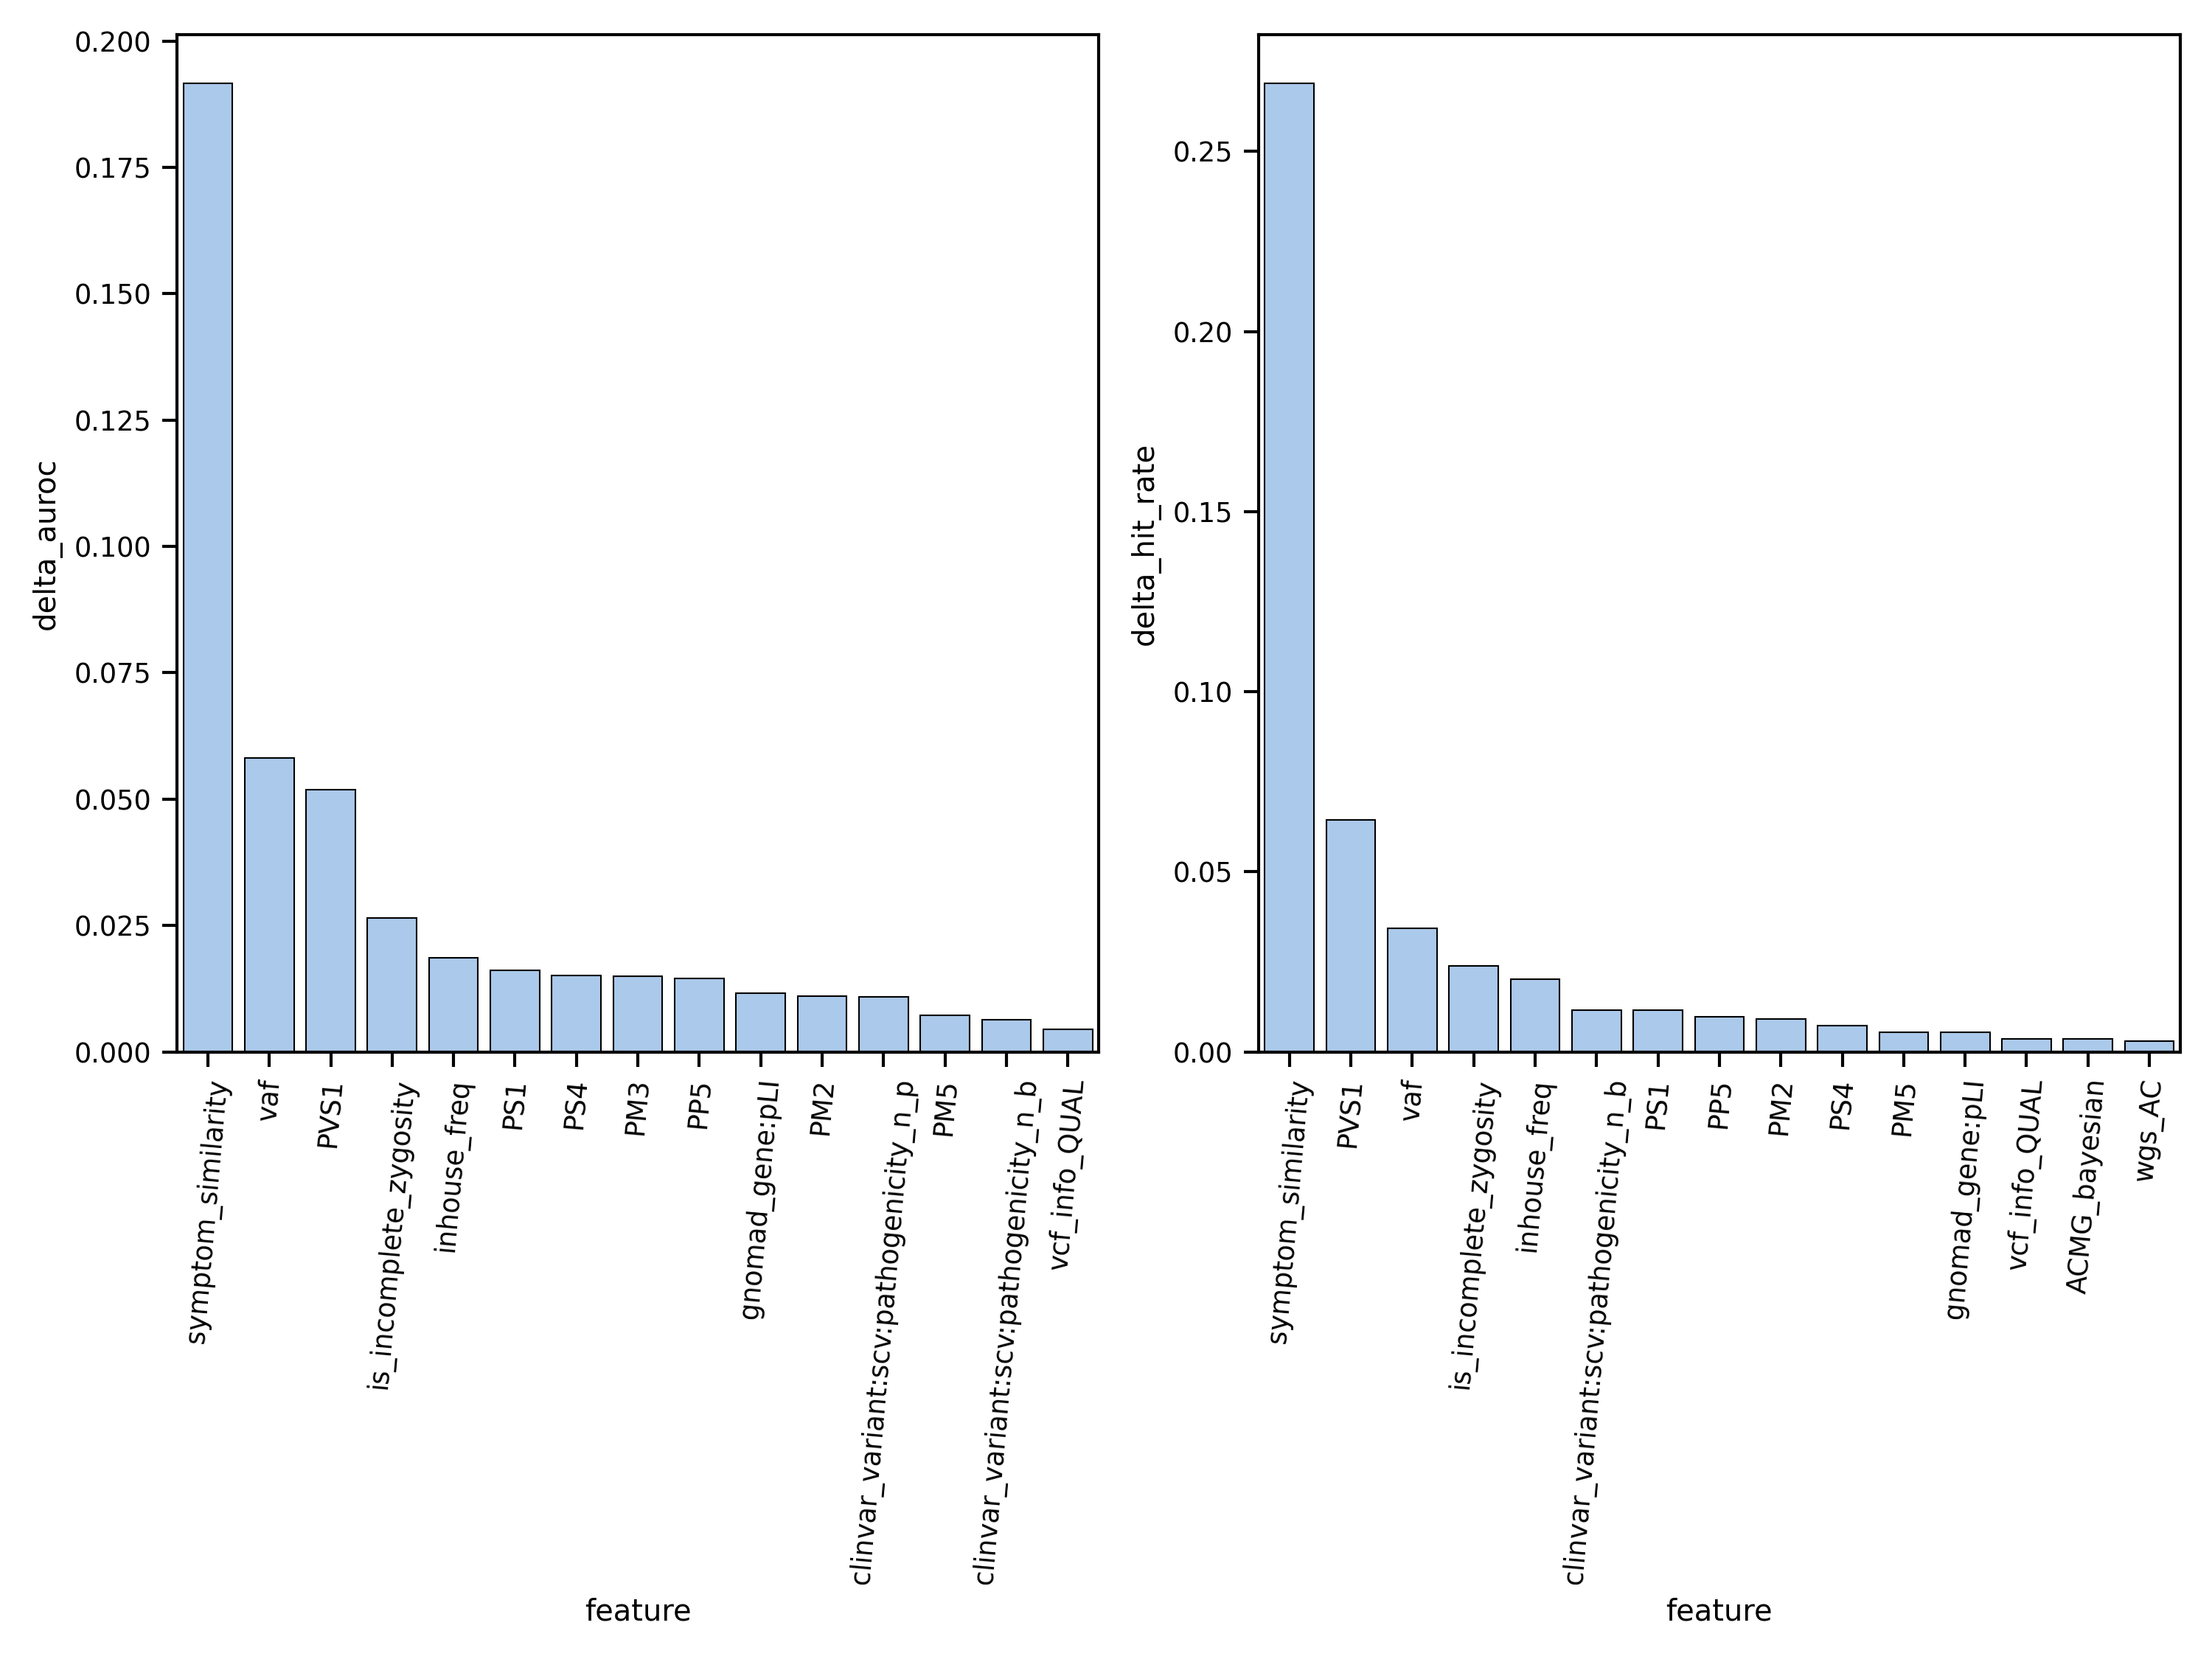 delta_auroc
0.200
0.175
0.150
0.125
0.100
0.075
0.050
0.025
0.000
symptom_similarity
vaf
PVS1
is_incomplete_zygosity
inhouse_freq
PS1
PS4
PM3
PP5
gnomad_gene:pLI
PM2
clinvar_variant:scv:pathogenicity_n_p
PM5
clinvar_variant:scv:pathogenicity_n_b
vcf_info_QUAL
feature
delta_hit_rate
0.25
0.20
0.15
0.10
0.05
0.00
symptom_similarity
PVS1
vaf
is_incomplete_zygosity
inhouse_freq
clinvar_variant:scv:pathogenicity_n_b
PS1
PP5
PM2
PS4
PM5
gnomad_gene:pLI
vcf_info_QUAL
ACMG_bayesian
wgs_AC
feature